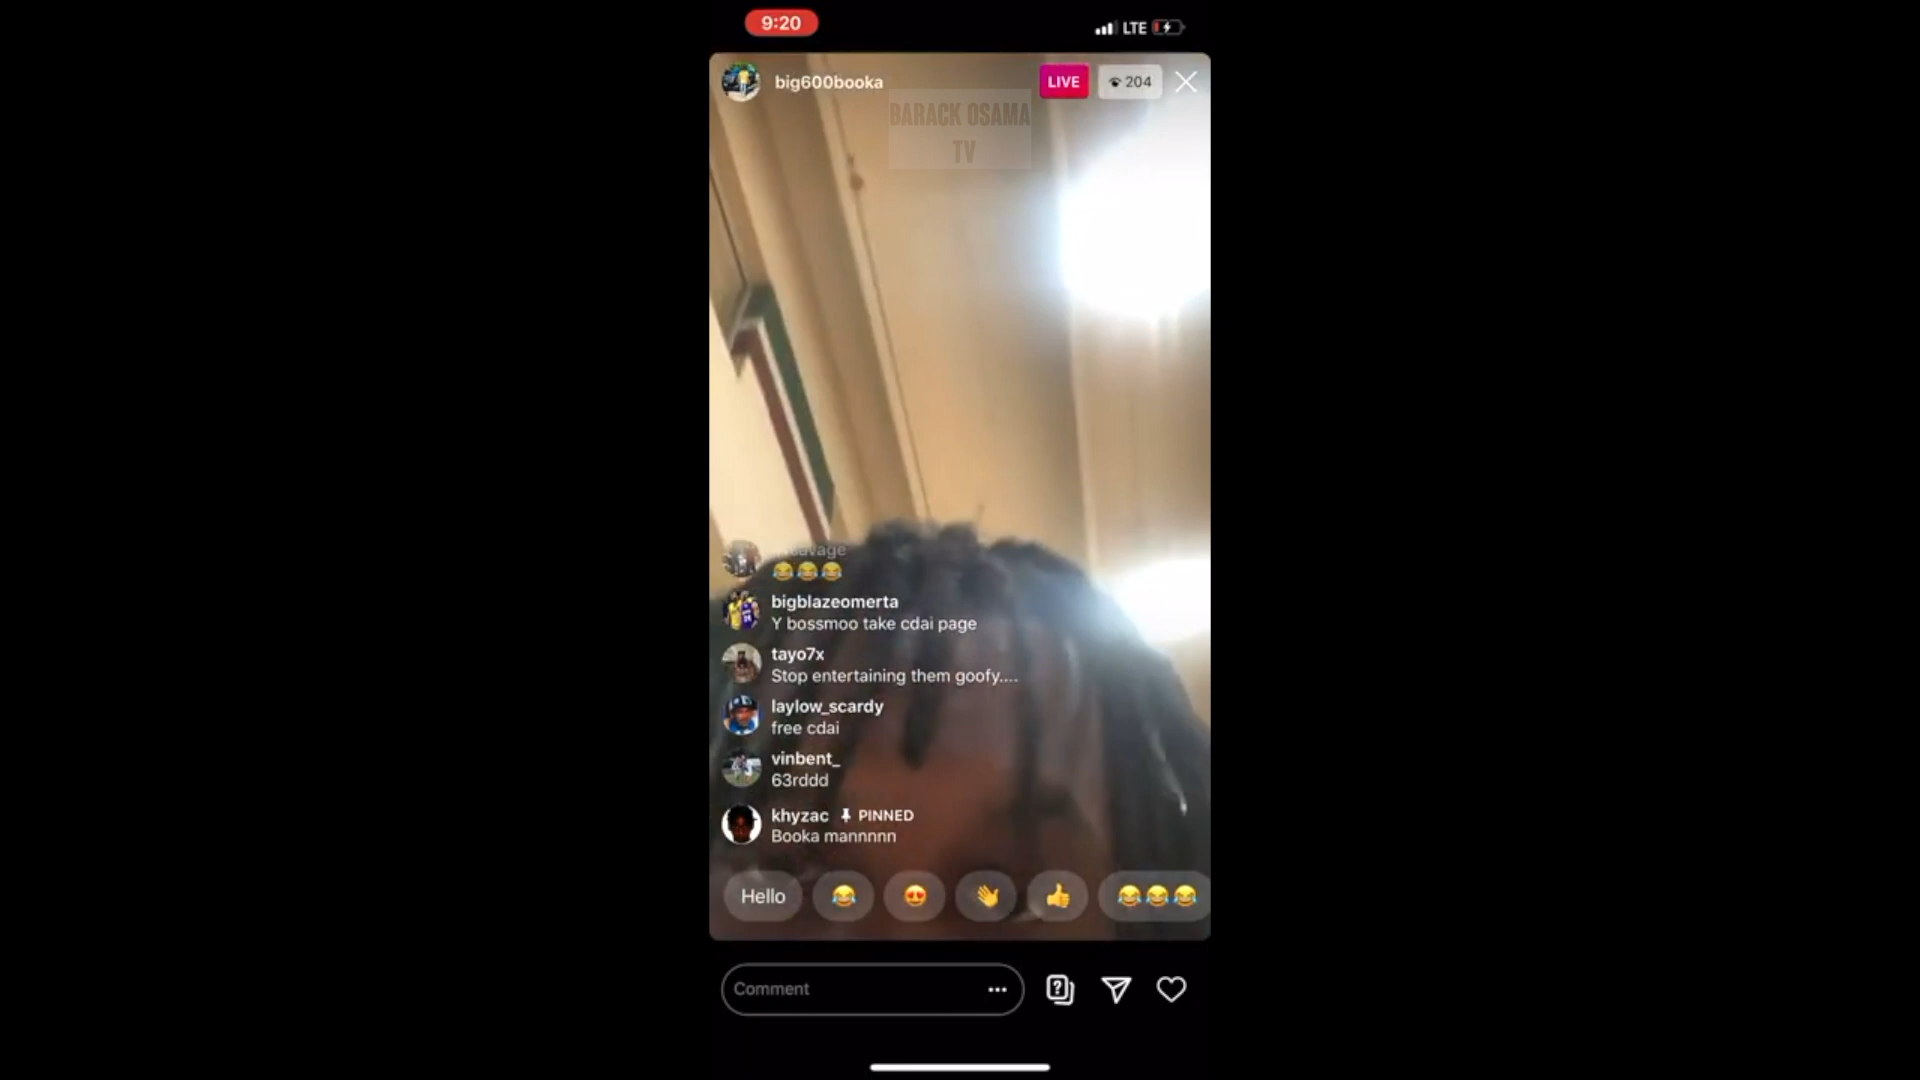 9:20
LTE
big600booka
LIVE
204
BARACK OSAMA
TV
😂😂😂
bigblazeomerta
Y bossmoo take cdai page
tayo7x
Stop entertaining them goofy....
laylow_scardy
free cdai
vinbent_
63rddd
khyzac PINNED
Booka mannnnn
Hello 😂 😍 👋 👍 😂😂😂
Comment